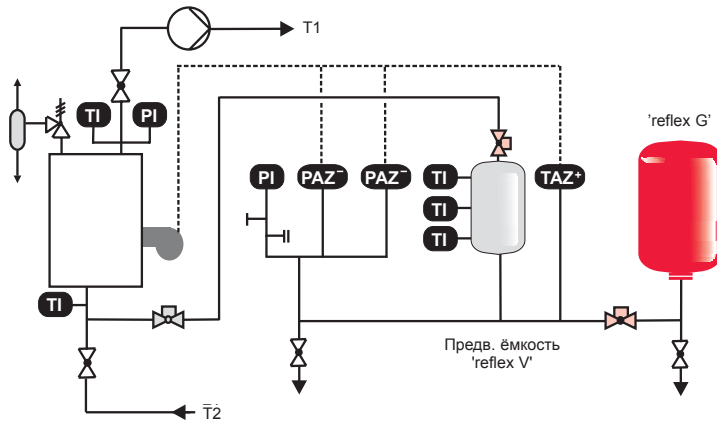 T1
'reflex G'
TI
PI
PI
PAZ⁻
PAZ⁻
TI
TAZ⁺
TI
TI
TI
Предв. ёмкость
'reflex V'
T2